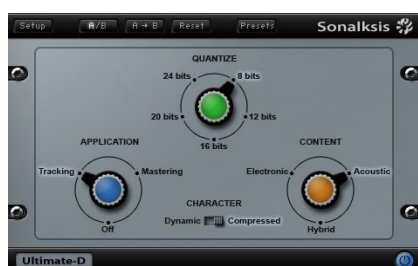 Setup A/B A → B Reset Presets Sonalksis
QUANTIZE
24 bits 8 bits
20 bits 12 bits
16 bits
APPLICATION CONTENT
Tracking Mastering Electronic Acoustic
Off Hybrid
CHARACTER
Dynamic Compressed
Ultimate-D